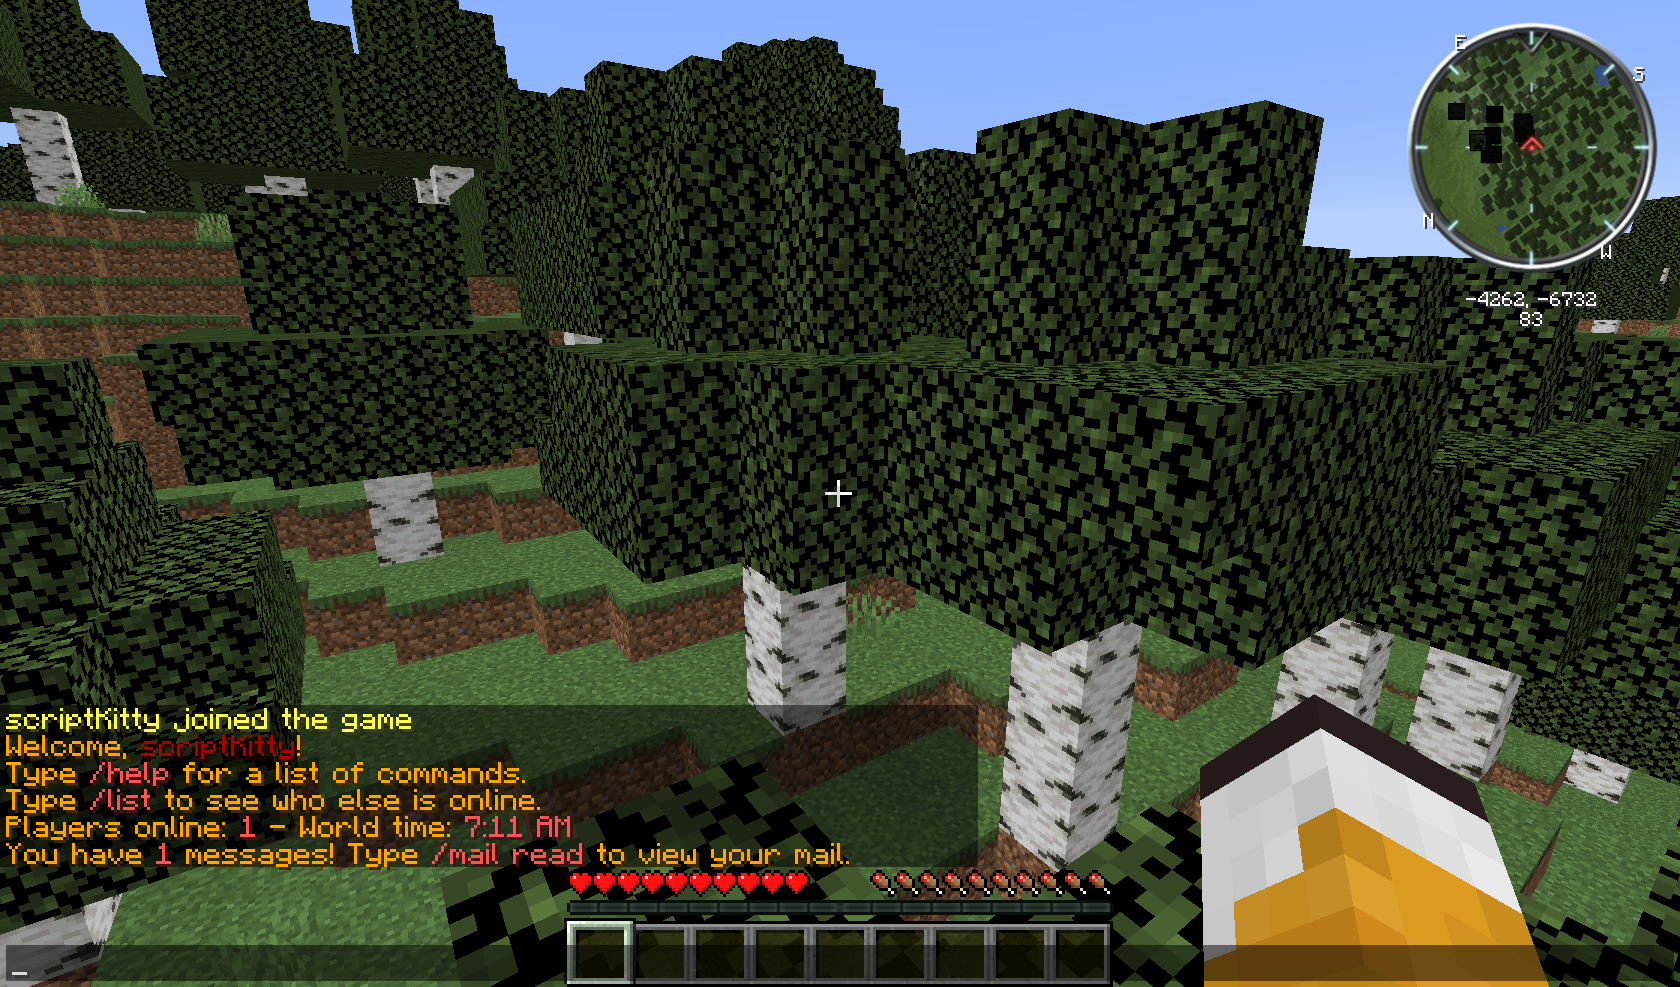 E
S
N
W
-4262, -6732
83
scriptKitty joined the game
Welcome, scriptKitty!
Type /help for a list of commands.
Type /list to see who else is online.
Players online: 1 - World time: 7:11 AM
You have 1 messages! Type /mail read to view your mail.
_